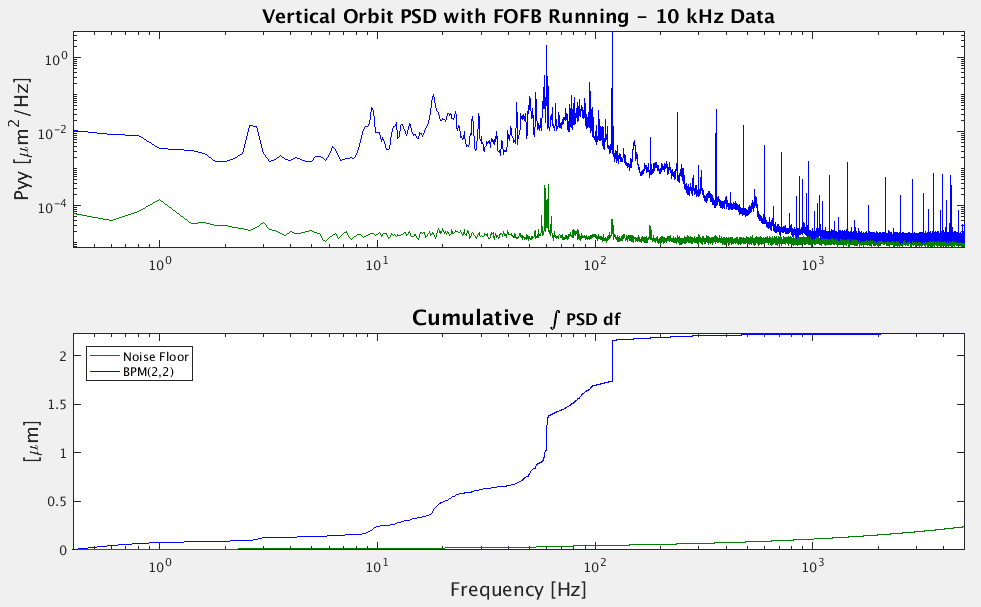 Vertical Orbit PSD with FOFB Running - 10 kHz Data
Pyy [μm²/Hz]
10⁰
10⁻²
10⁻⁴
10⁰ 10¹ 10² 10³
Cumulative ∫ PSD df
[μm]
2
1.5
1
0.5
0
Noise Floor
BPM(2,2)
10⁰ 10¹ 10² 10³
Frequency [Hz]